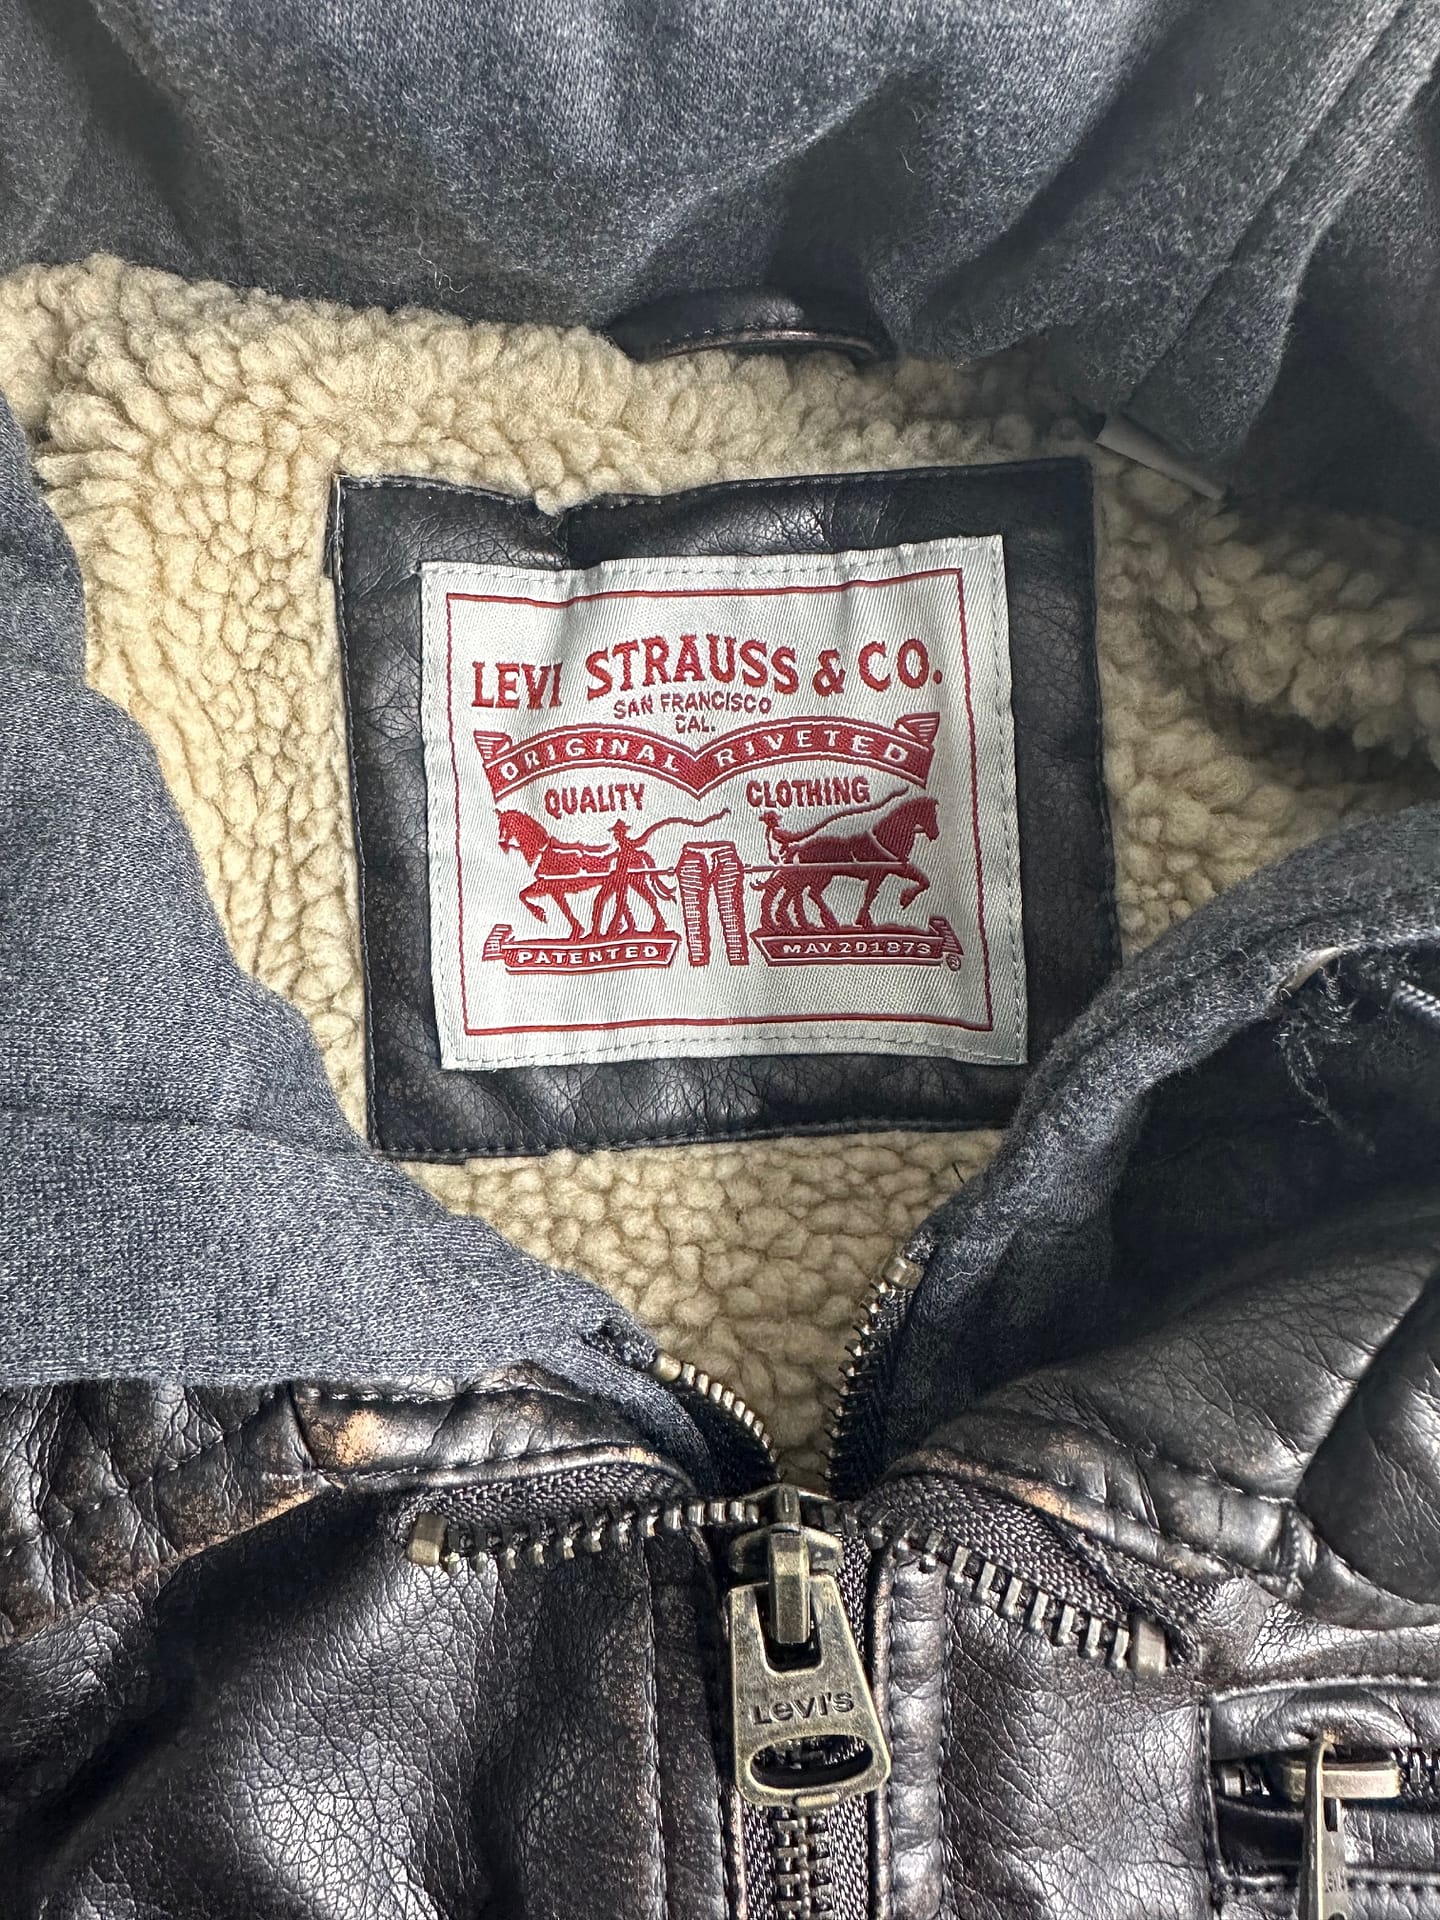 LEVI STRAUSS & CO.
SAN FRANCISCO
CAL.
ORIGINAL RIVETED
QUALITY CLOTHING
PATENTED MAY 20 1873 ®
Levi's